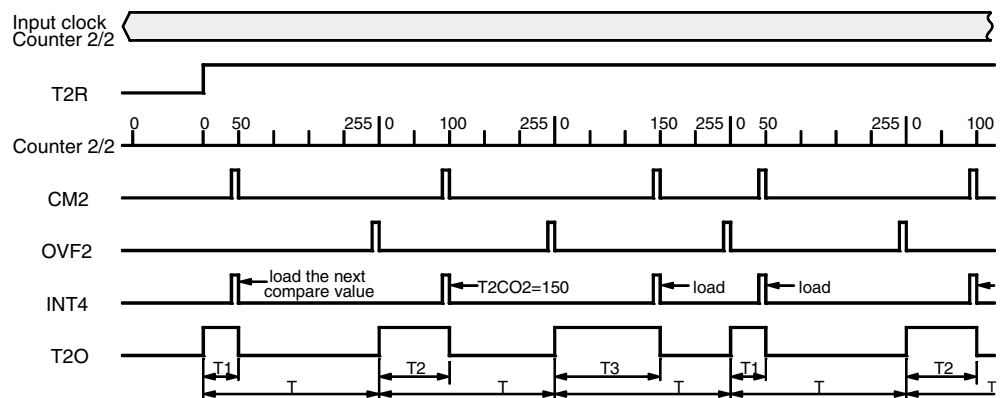 Input clock
Counter 2/2
T2R
0 0 50 255 0 100 255 0 150 255 0 50 255 0 100
Counter 2/2
CM2
OVF2
INT4
load the next
compare value
T2CO2=150
load
load
T2O
T1 T2 T3 T1 T2
T T T T T